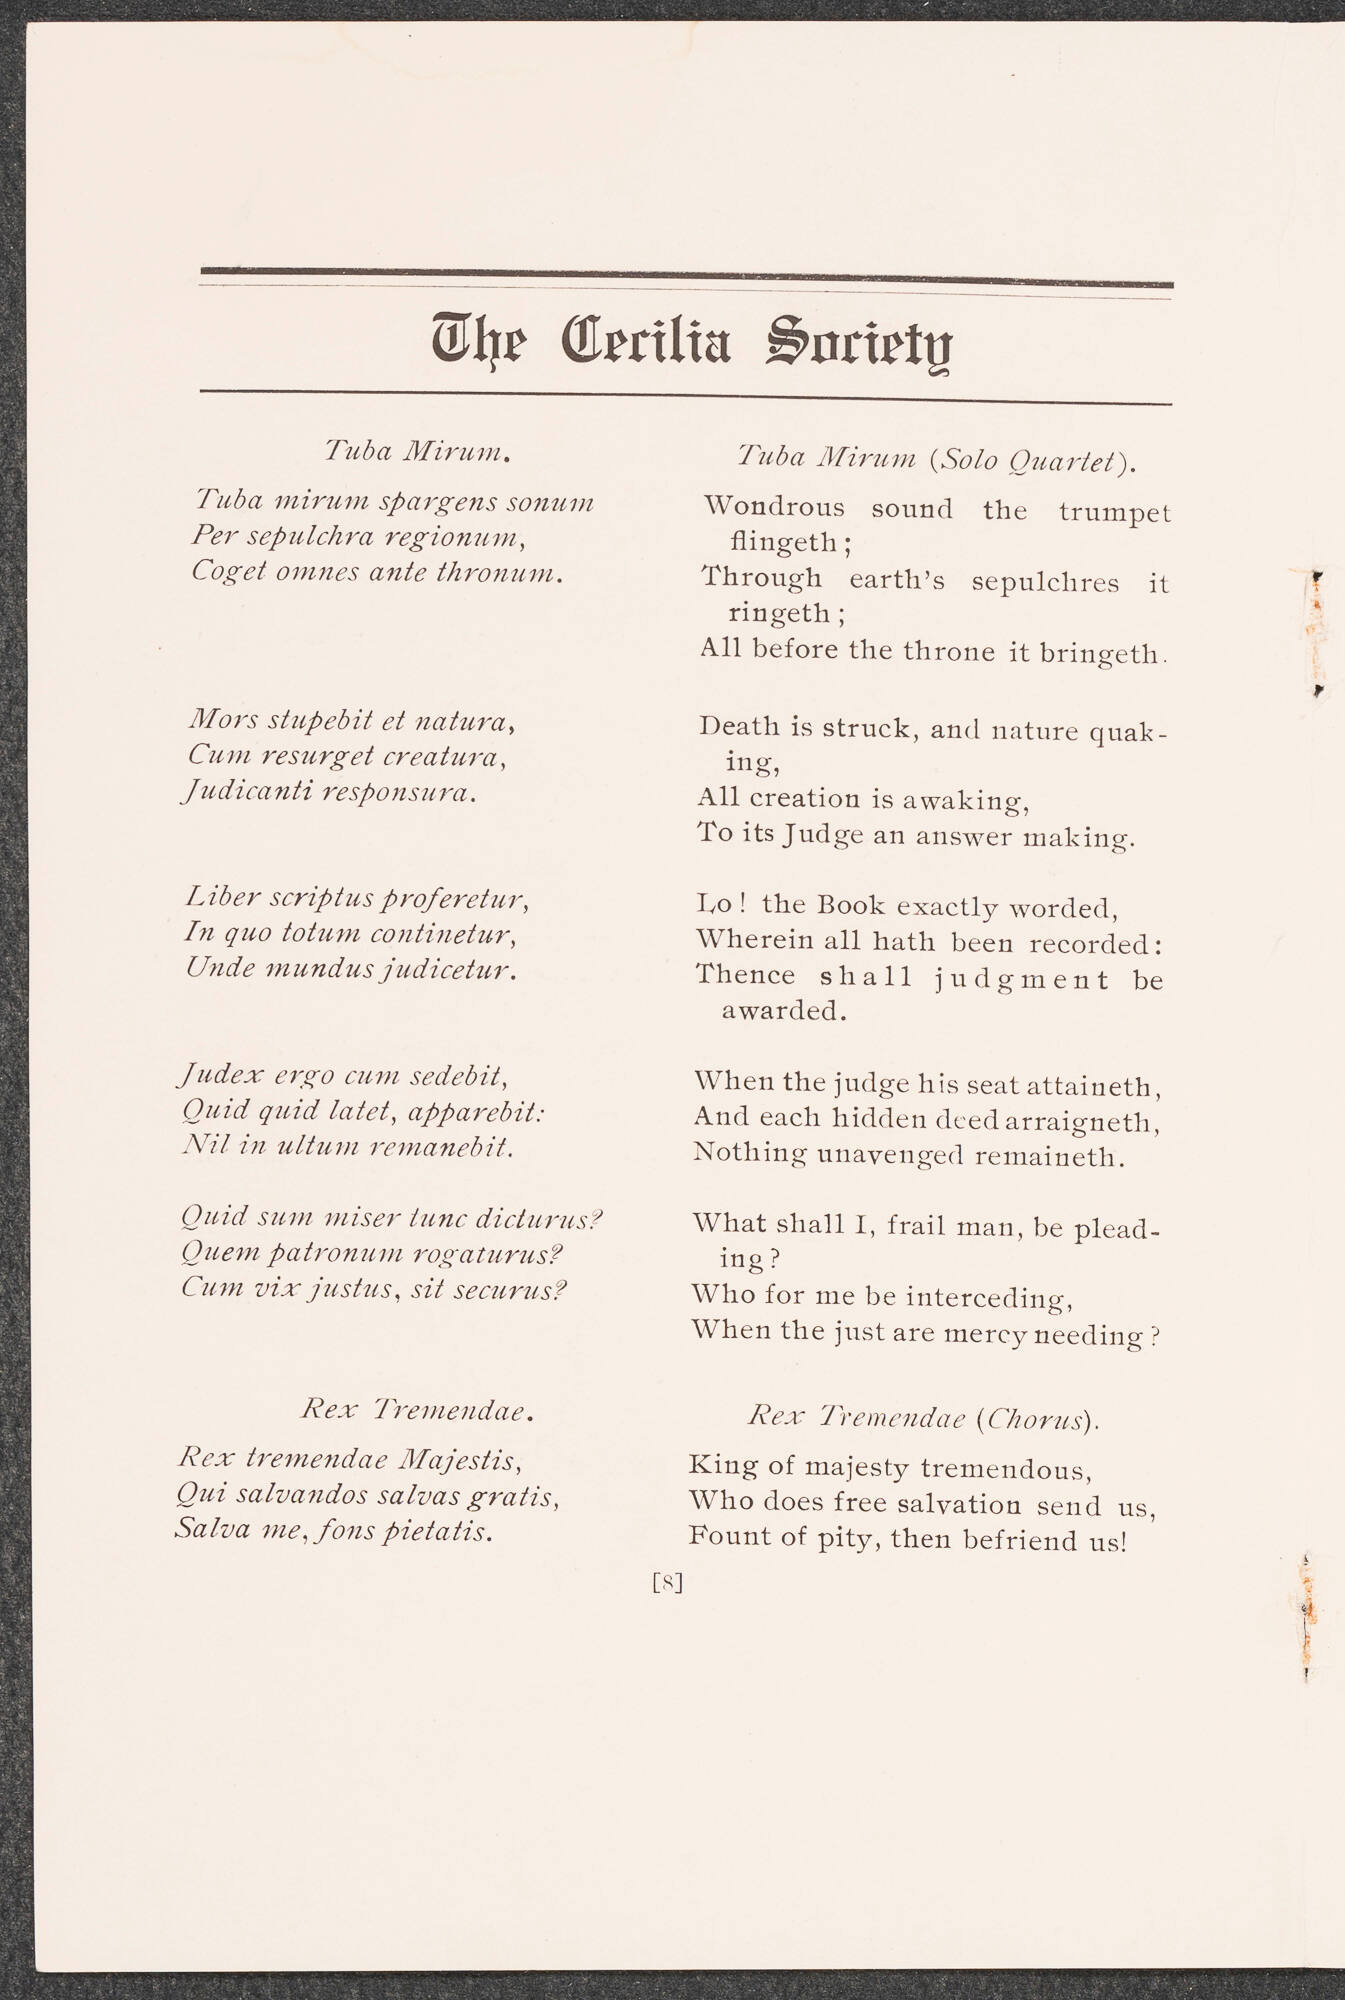 The Cecilia Society
Tuba Mirum.
Tuba mirum spargens sonum
Per sepulchra regionum,
Coget omnes ante thronum.
Mors stupebit et natura,
Cum resurget creatura,
Judicanti responsura.
Liber scriptus proferetur,
In quo totum continetur,
Unde mundus judicetur.
Judex ergo cum sedebit,
Quid quid latet, apparebit:
Nil in ultum remanebit.
Quid sum miser tunc dicturus?
Quem patronum rogaturus?
Cum vix justus, sit securus?
Rex Tremendae.
Rex tremendae Majestis,
Qui salvandos salvas gratis,
Salva me, fons pietatis.
Tuba Mirum (Solo Quartet).
Wondrous sound the trumpet
flingeth;
Through earth's sepulchres it
ringeth;
All before the throne it bringeth.
Death is struck, and nature quak-
ing,
All creation is awaking,
To its Judge an answer making.
Lo! the Book exactly worded,
Wherein all hath been recorded:
Thence shall judgment be
awarded.
When the judge his seat attaineth,
And each hidden deed arraigneth,
Nothing unavenged remaineth.
What shall I, frail man, be plead-
ing?
Who for me be interceding,
When the just are mercy needing?
Rex Tremendae (Chorus).
King of majesty tremendous,
Who does free salvation send us,
Fount of pity, then befriend us!
[8]